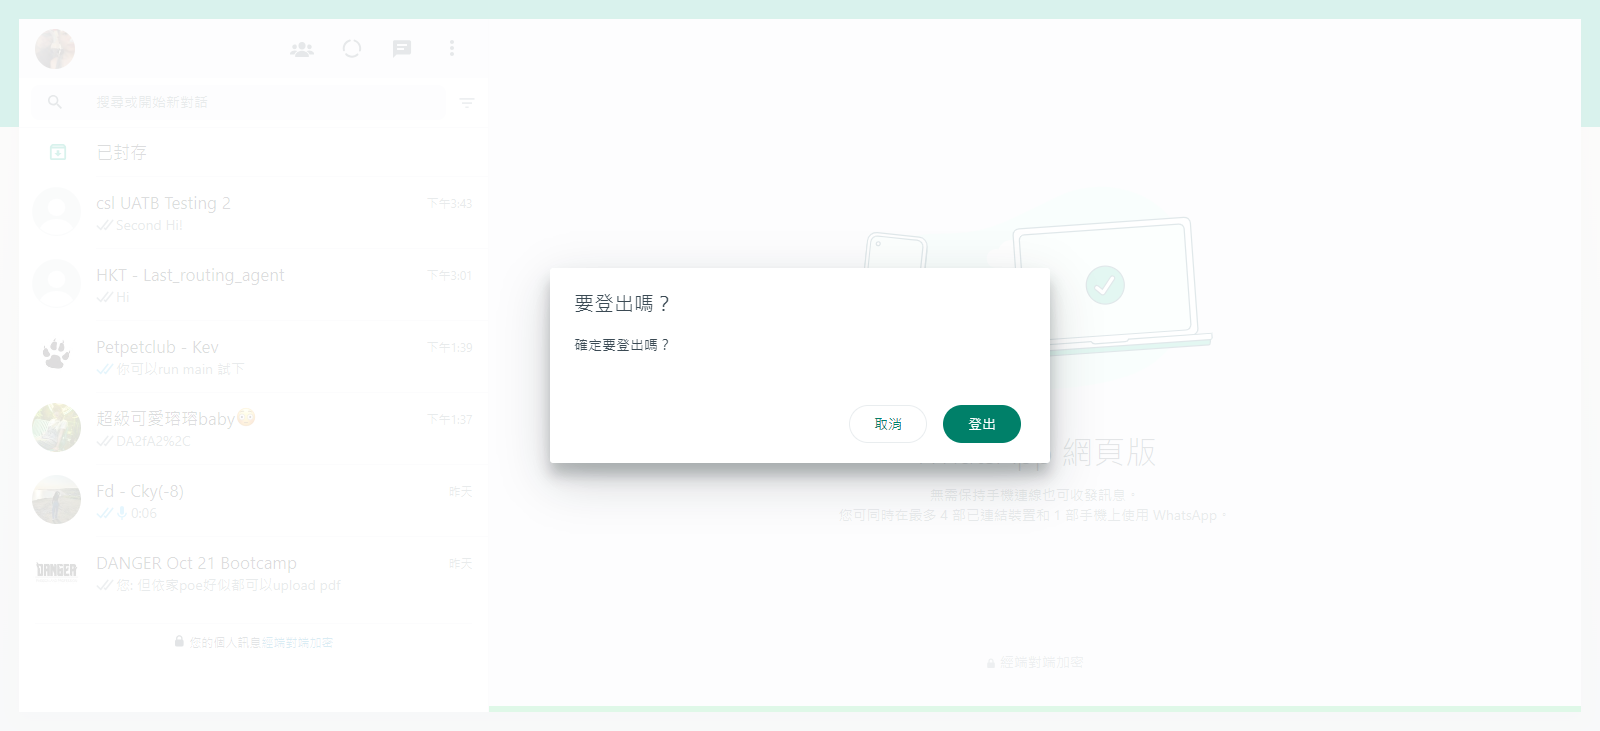 搜尋或開始新對話
已封存
csl UATB Testing 2
下午3:43
Second Hi!
HKT - Last_routing_agent
下午3:01
Hi
Petpetclub - Kev
下午1:39
你可以run main 試下
超級可愛瑢瑢baby😳
下午1:37
DA2fA2%2C
Fd - Cky(-8)
昨天
0:06
DANGER
DANGER Oct 21 Bootcamp
昨天
您: 但依家poe好似都可以upload pdf
您的個人訊息經端對端加密
要登出嗎？
確定要登出嗎？
取消
登出
網頁版
無需保持手機連線也可收發訊息。
您可同時在最多 4 部已連結裝置和 1 部手機上使用 WhatsApp。
經端對端加密